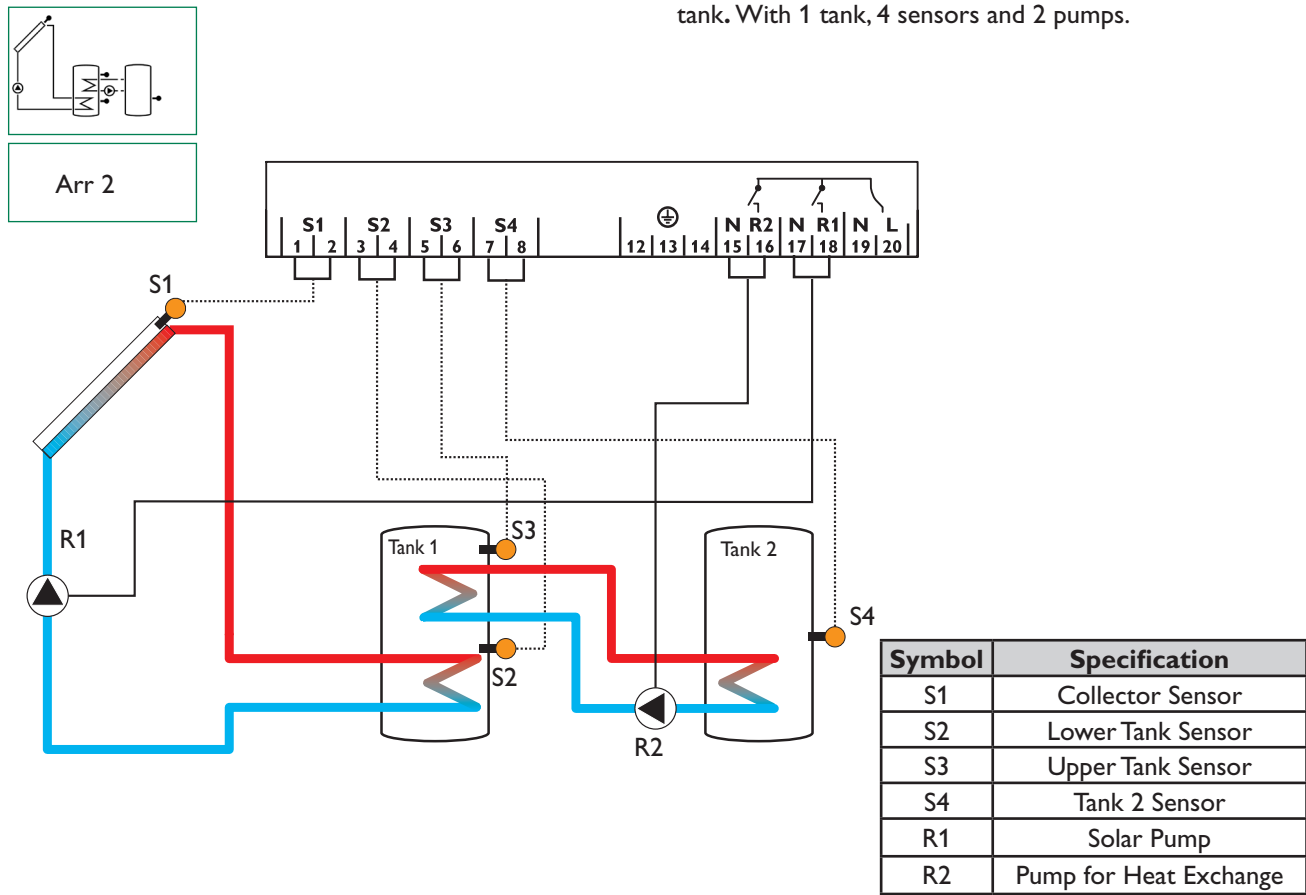 tank. With 1 tank, 4 sensors and 2 pumps.
Arr 2
S1 S2 S3 S4 N R2 N R1 N L
1 2 3 4 5 6 7 8 12 13 14 15 16 17 18 19 20
S1
R1
Tank 1
S3
Tank 2
S4
S2
R2
Symbol Specification
S1 Collector Sensor
S2 Lower Tank Sensor
S3 Upper Tank Sensor
S4 Tank 2 Sensor
R1 Solar Pump
R2 Pump for Heat Exchange